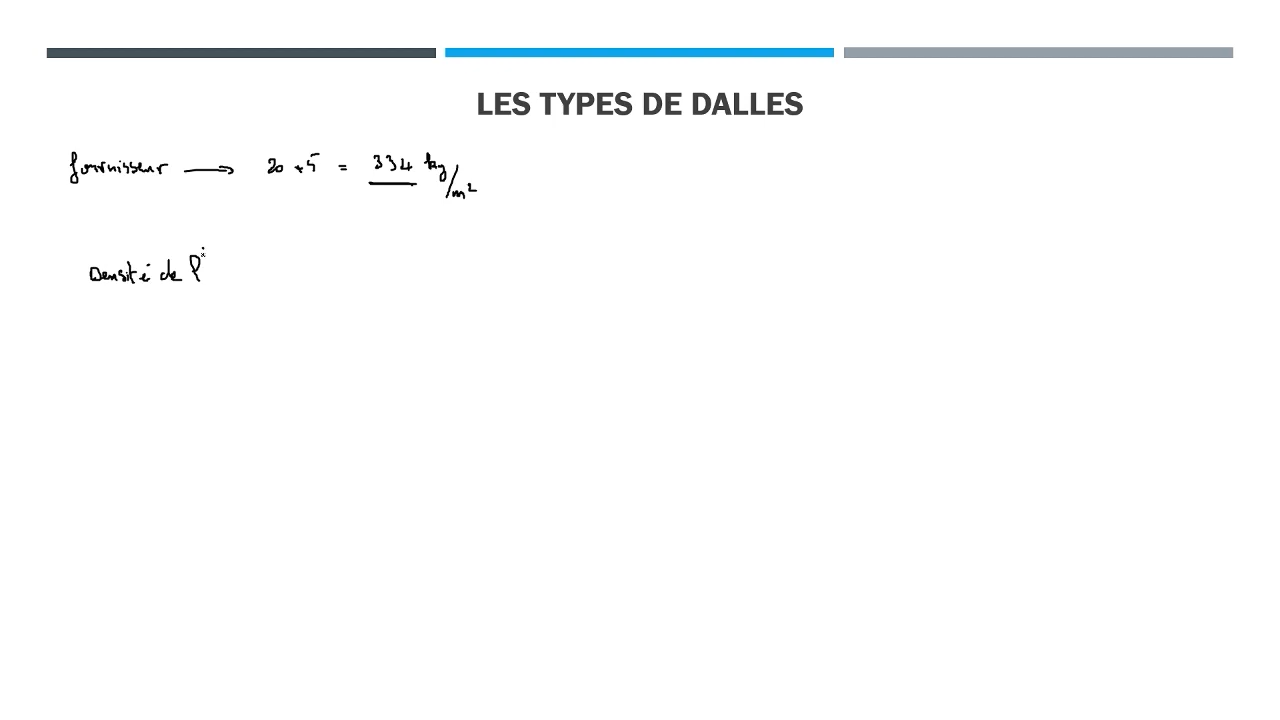 LES TYPES DE DALLES
fournisseur → 20 + 5 = 334 kg/m²
Densité de